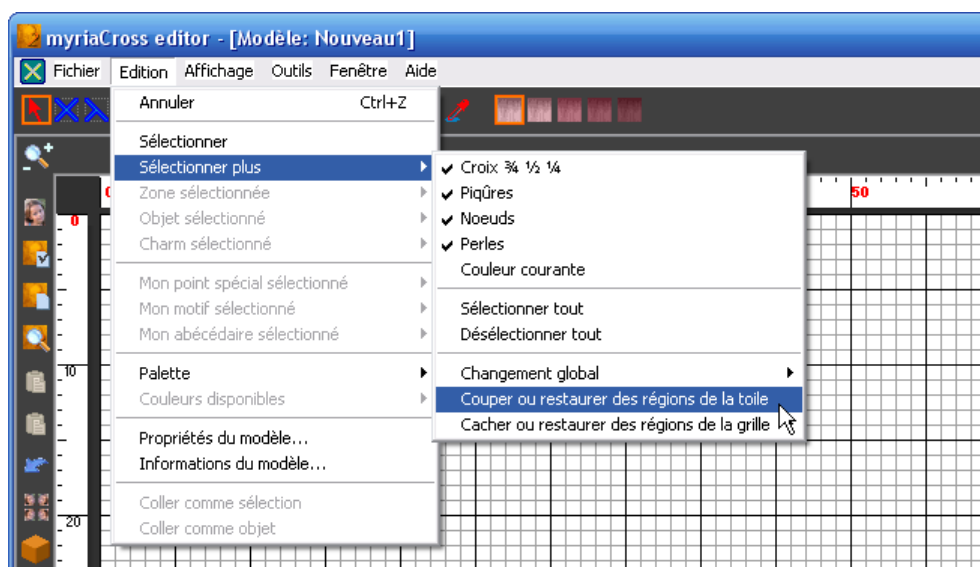 myriaCross editor - [Modèle: Nouveau1]
Fichier Edition Affichage Outils Fenêtre Aide
Annuler Ctrl+Z
Sélectionner
Sélectionner plus
Zone sélectionnée
Objet sélectionné
Charm sélectionné
Mon point spécial sélectionné
Mon motif sélectionné
Mon abécédaire sélectionné
Palette
Couleurs disponibles
Propriétés du modèle...
Informations du modèle...
Coller comme sélection
Coller comme objet
Croix ¾ ½ ¼
Piqûres
Noeuds
Perles
Couleur courante
Sélectionner tout
Désélectionner tout
Changement global
Couper ou restaurer des régions de la toile
Cacher ou restaurer des régions de la grille
50
0
10
20